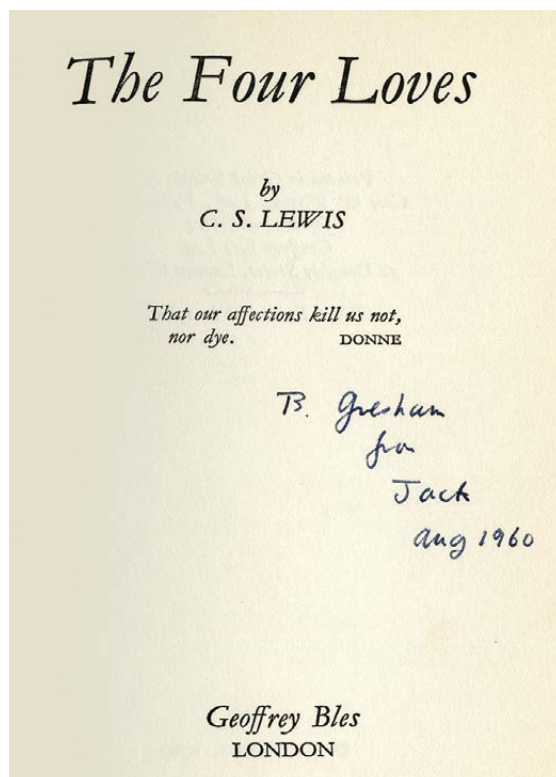 The Four Loves
by
C. S. LEWIS
That our affections kill us not,
nor dye. DONNE
B. Gresham
from
Jack
Aug 1960
Geoffrey Bles
LONDON